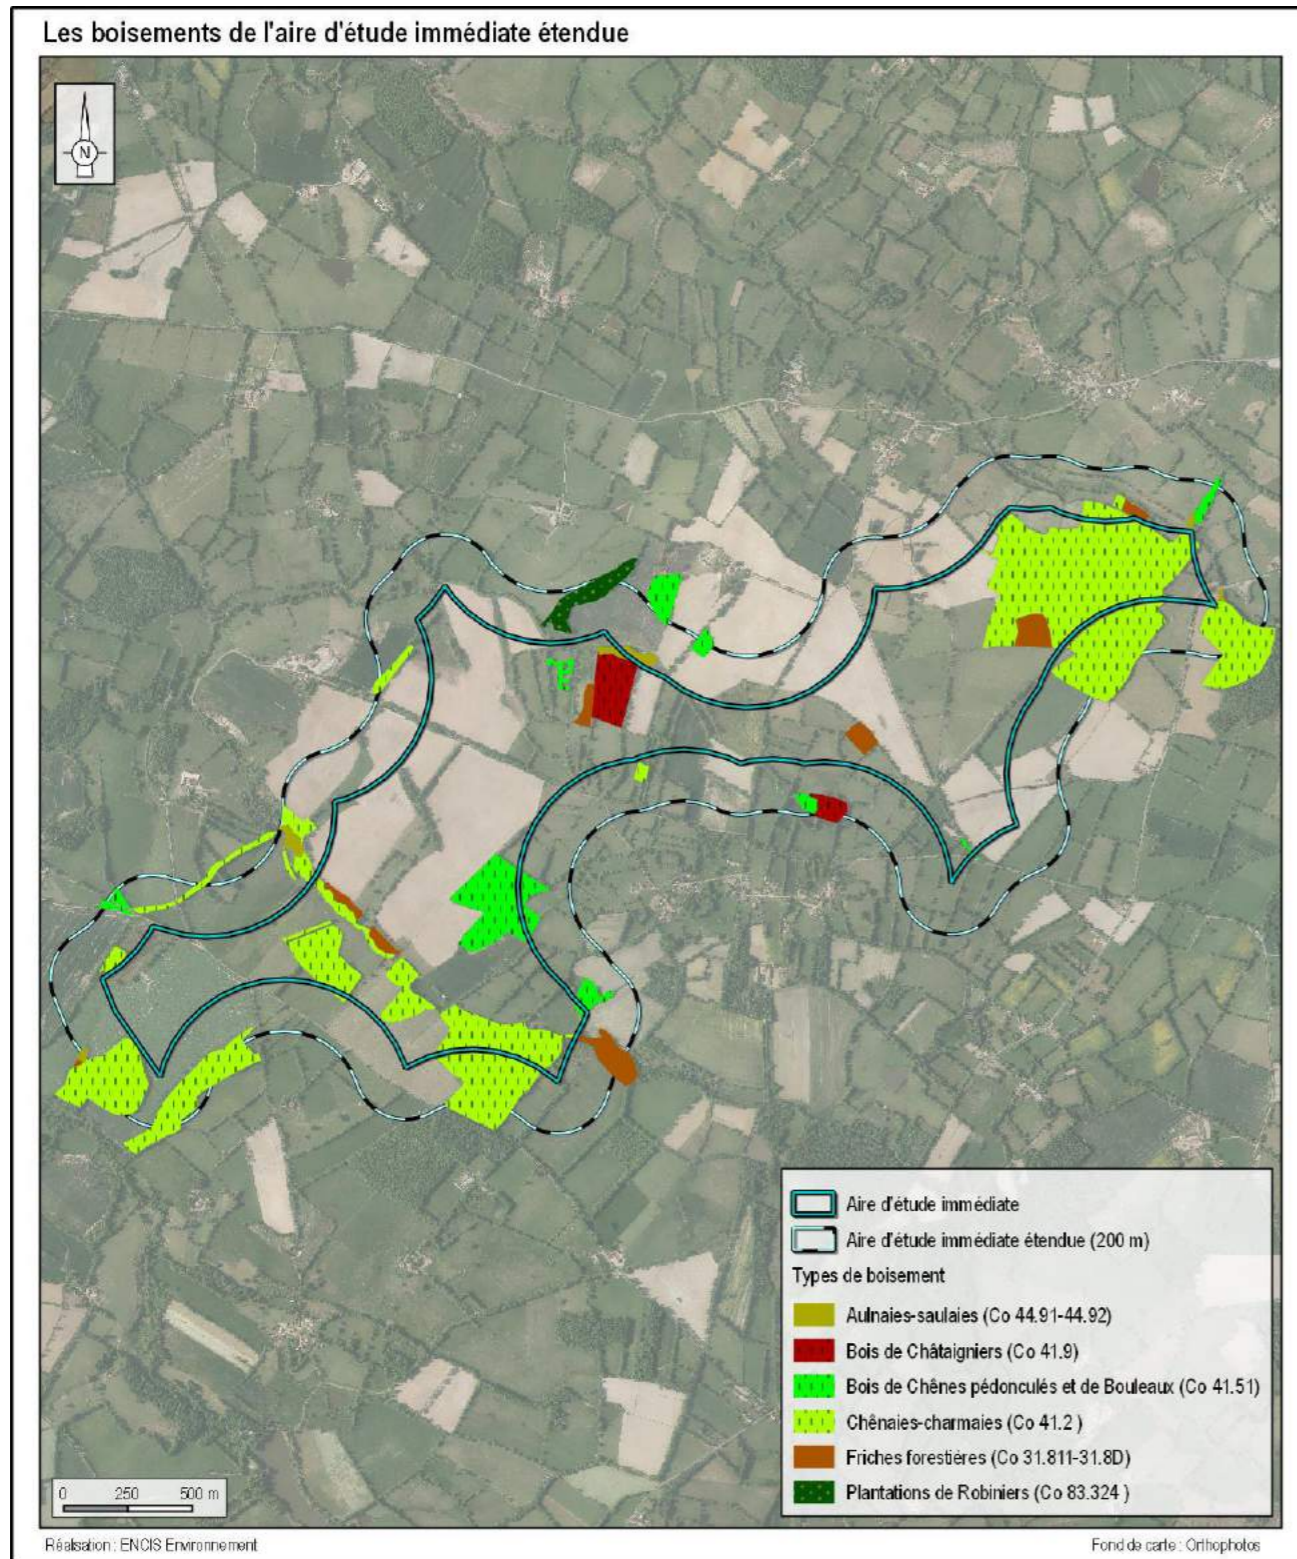 Les boisements de l'aire d'étude immédiate étendue
N
Aire d'étude immédiate
Aire d'étude immédiate étendue (200 m)
Types de boisement
Aulnaies-saulaies (Co 44.91-44.92)
Bois de Châtaigniers (Co 41.9)
Bois de Chênes pédonculés et de Bouleaux (Co 41.51)
Chênaies-charmaies (Co 41.2 )
Friches forestières (Co 31.811-31.8D)
Plantations de Robiniers (Co 83.324 )
0 250 500 m
Réalisation : ENCIS Environnement
Fond de carte : Orthophotos